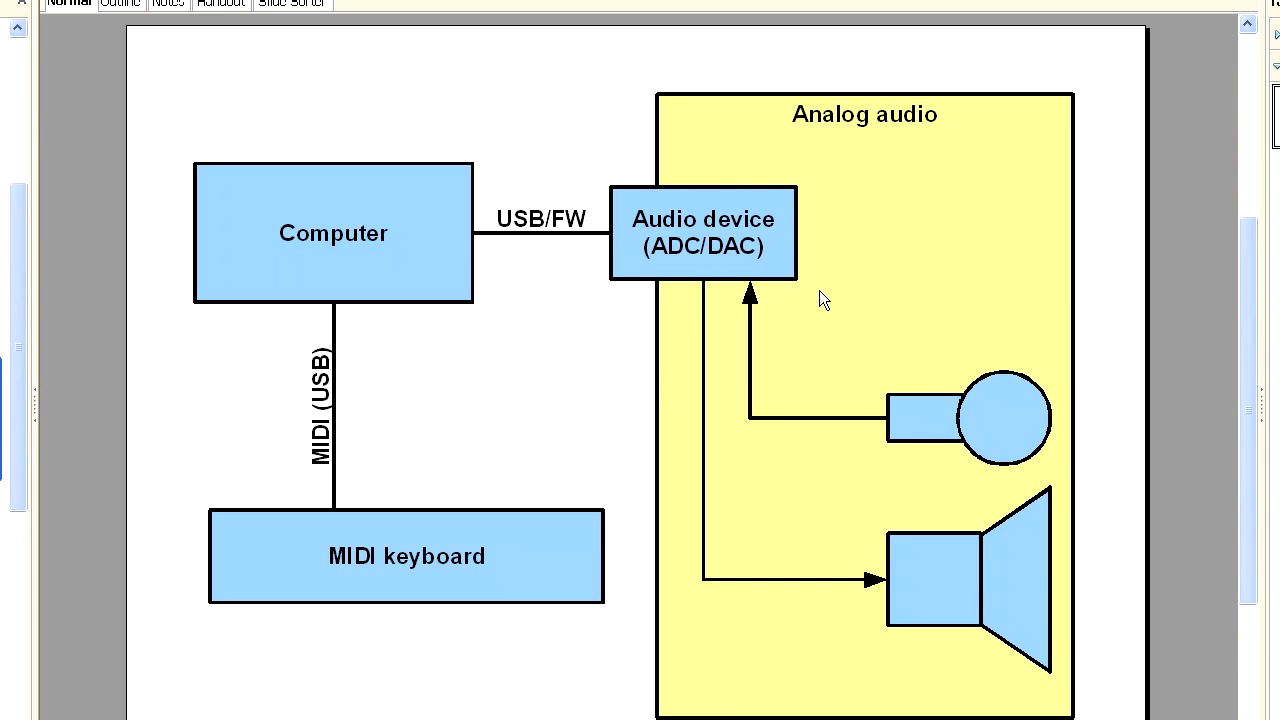 Normal Outline Notes Handout Slide Sorter
Analog audio
Computer
USB/FW
Audio device
(ADC/DAC)
MIDI (USB)
MIDI keyboard